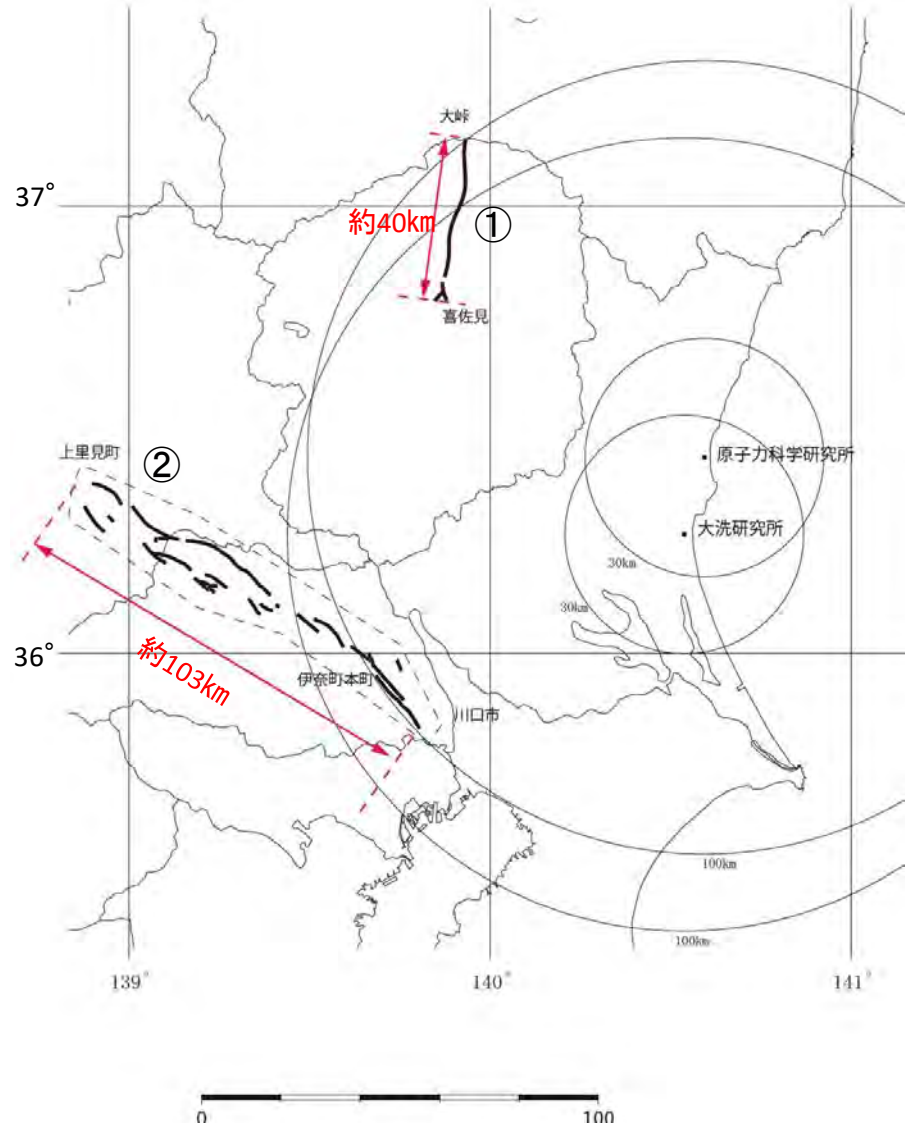 大峠
37°
約40㎞
①
喜佐見
上里見町
②
原子力科学研究所
大洗研究所
30km
30km
36°
約103㎞
伊奈町本町
川口市
100km
100km
139°
140°
141°
0
100